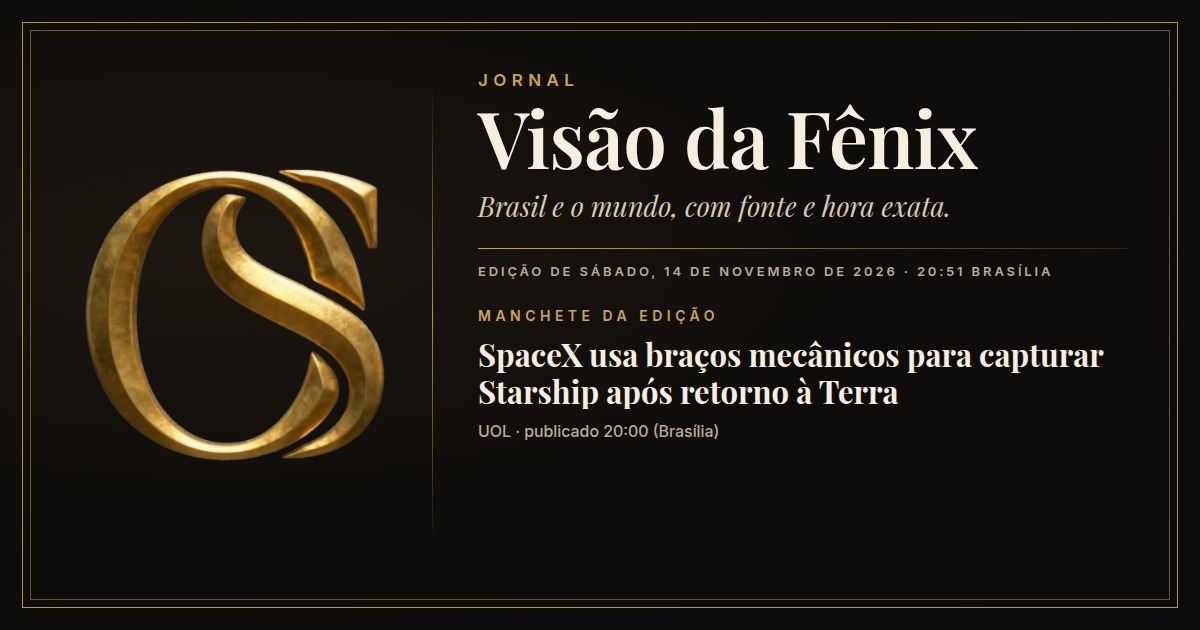 JORNAL
Visão da Fênix
Brasil e o mundo, com fonte e hora exata.
EDIÇÃO DE SÁBADO, 14 DE NOVEMBRO DE 2026 · 20:51 BRASÍLIA
MANCHETE DA EDIÇÃO
SpaceX usa braços mecânicos para capturar
Starship após retorno à Terra
UOL · publicado 20:00 (Brasília)